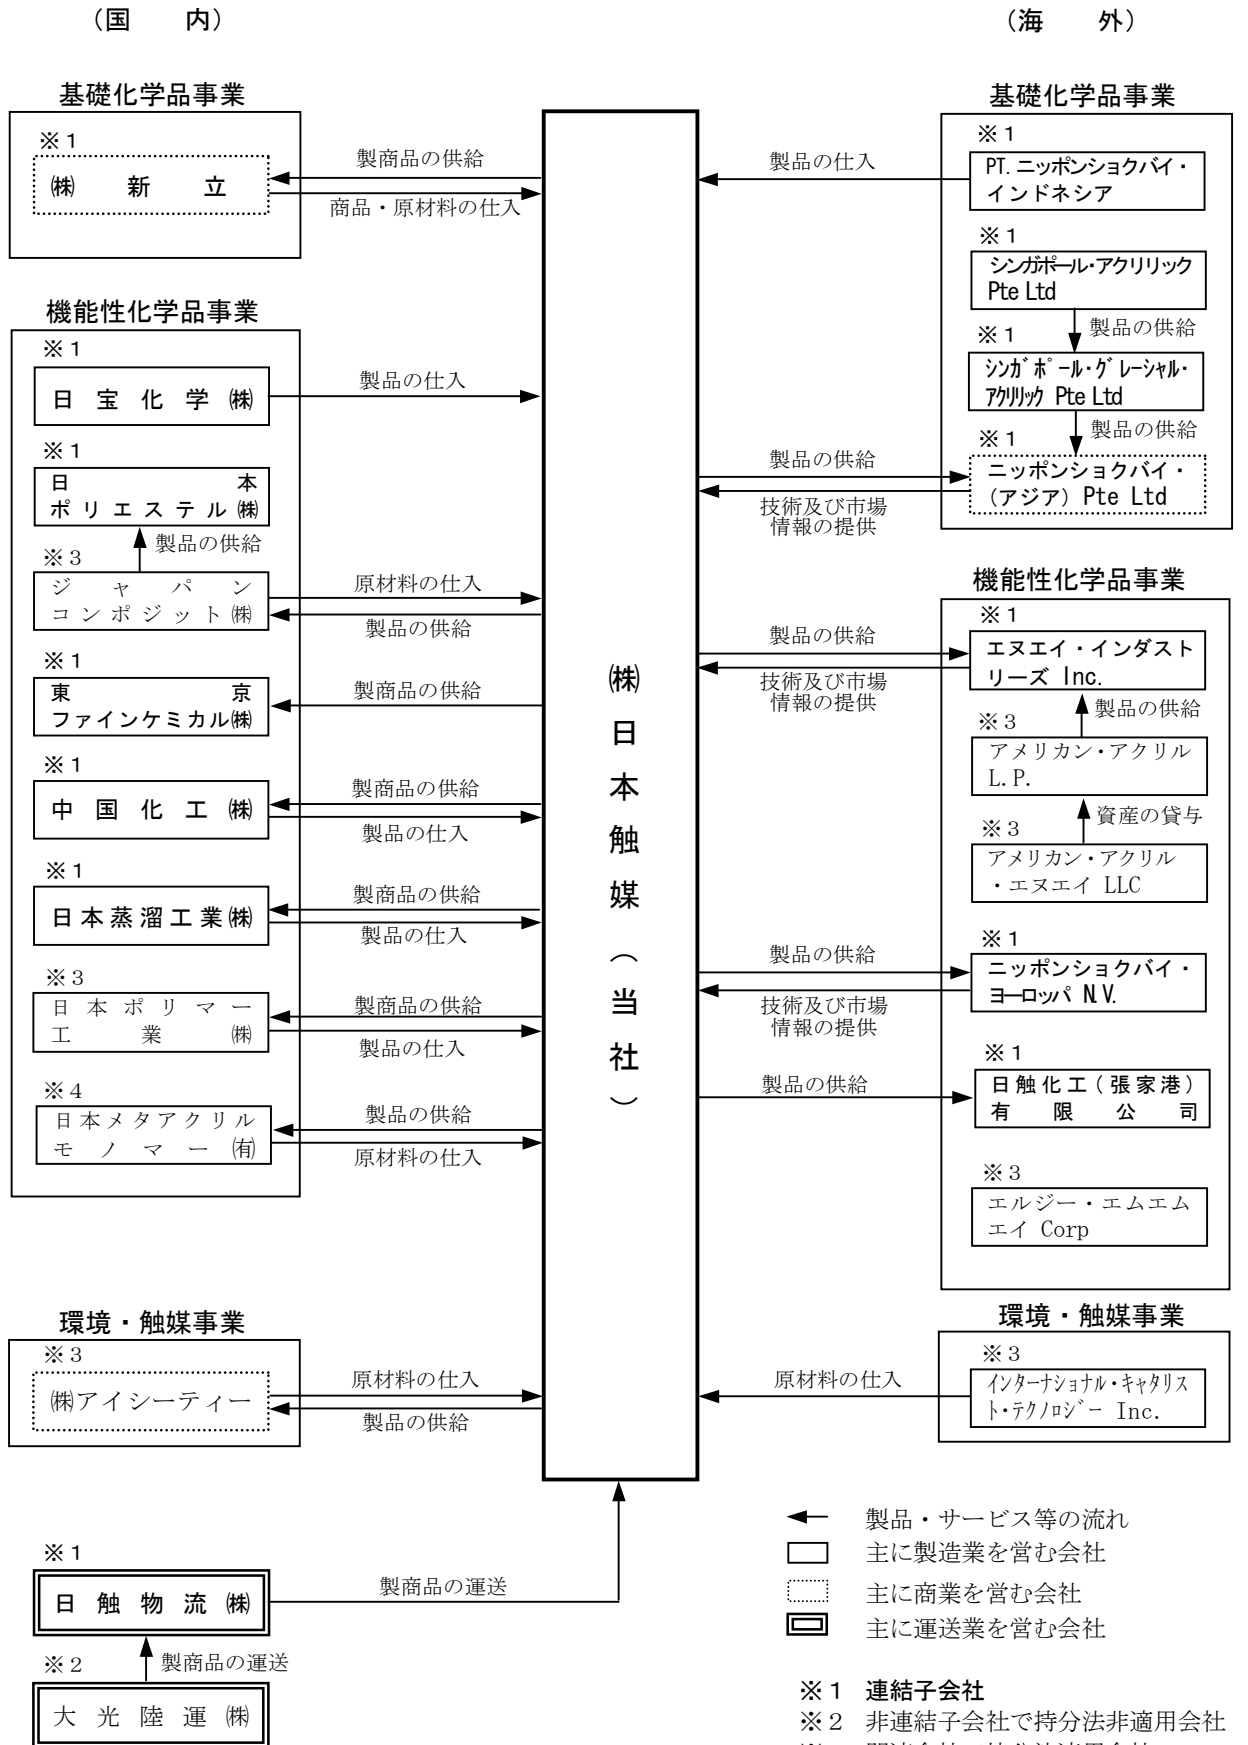 （国　　内）
基礎化学品事業
※１
㈱　新　立
製商品の供給
商品・原材料の仕入
機能性化学品事業
※１
日　宝　化　学　㈱
製品の仕入
※１
日　　　　　　本
ポリエステル㈱
製品の供給
※３
ジ　ャ　パ　ン
コンポジット㈱
原材料の仕入
製品の供給
※１
東　　　　　　京
ファインケミカル㈱
製商品の供給
※１
中　国　化　工　㈱
製商品の供給
製品の仕入
※１
日本蒸溜工業㈱
製商品の供給
製品の仕入
※３
日本ポリマー
工　　業　　㈱
製商品の供給
製品の仕入
※４
日本メタアクリル
モ　ノ　マ　ー　㈲
製品の供給
原材料の仕入
環境・触媒事業
※３
㈱アイシーティー
原材料の仕入
製品の供給
※１
日　触　物　流　㈱
製商品の運送
※２
製商品の運送
大　光　陸　運　㈱
㈱日本触媒（当社）
（海　　外）
基礎化学品事業
※１
PT.ニッポンショクバイ・
インドネシア
製品の仕入
※１
シンガポール・アクリリック
Pte Ltd
製品の供給
※１
シンガポール・グレーシャル・
アクリリック Pte Ltd
製品の供給
※１
ニッポンショクバイ・
（アジア）Pte Ltd
製品の供給
技術及び市場
情報の提供
機能性化学品事業
※１
エヌエイ・インダスト
リーズ Inc.
製品の供給
技術及び市場
情報の提供
製品の供給
※３
アメリカン・アクリル
L.P.
資産の貸与
※３
アメリカン・アクリル
・エヌエイ LLC
※１
ニッポンショクバイ・
ヨーロッパ N.V.
製品の供給
技術及び市場
情報の提供
※１
日触化工（張家港）
有　限　公　司
製品の供給
※３
エルジー・エムエム
エイ Corp
環境・触媒事業
※３
インターナショナル・キャタリス
ト・テクノロジー Inc.
原材料の仕入
製品・サービス等の流れ
主に製造業を営む会社
主に商業を営む会社
主に運送業を営む会社
※１　連結子会社
※２　非連結子会社で持分法非適用会社